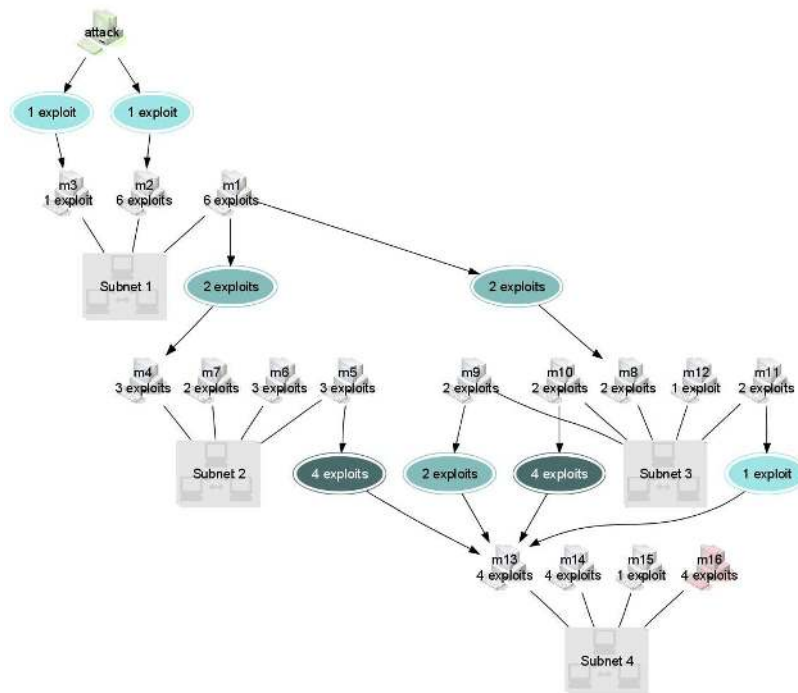 attack
1 exploit
1 exploit
m3
1 exploit
m2
6 exploits
m1
6 exploits
Subnet 1
2 exploits
2 exploits
m4
3 exploits
m7
2 exploits
m6
3 exploits
m5
3 exploits
m9
2 exploits
m10
2 exploits
m8
2 exploits
m12
1 exploit
m11
2 exploits
Subnet 2
4 exploits
2 exploits
4 exploits
Subnet 3
1 exploit
m13
4 exploits
m14
4 exploits
m15
1 exploit
m16
4 exploits
Subnet 4